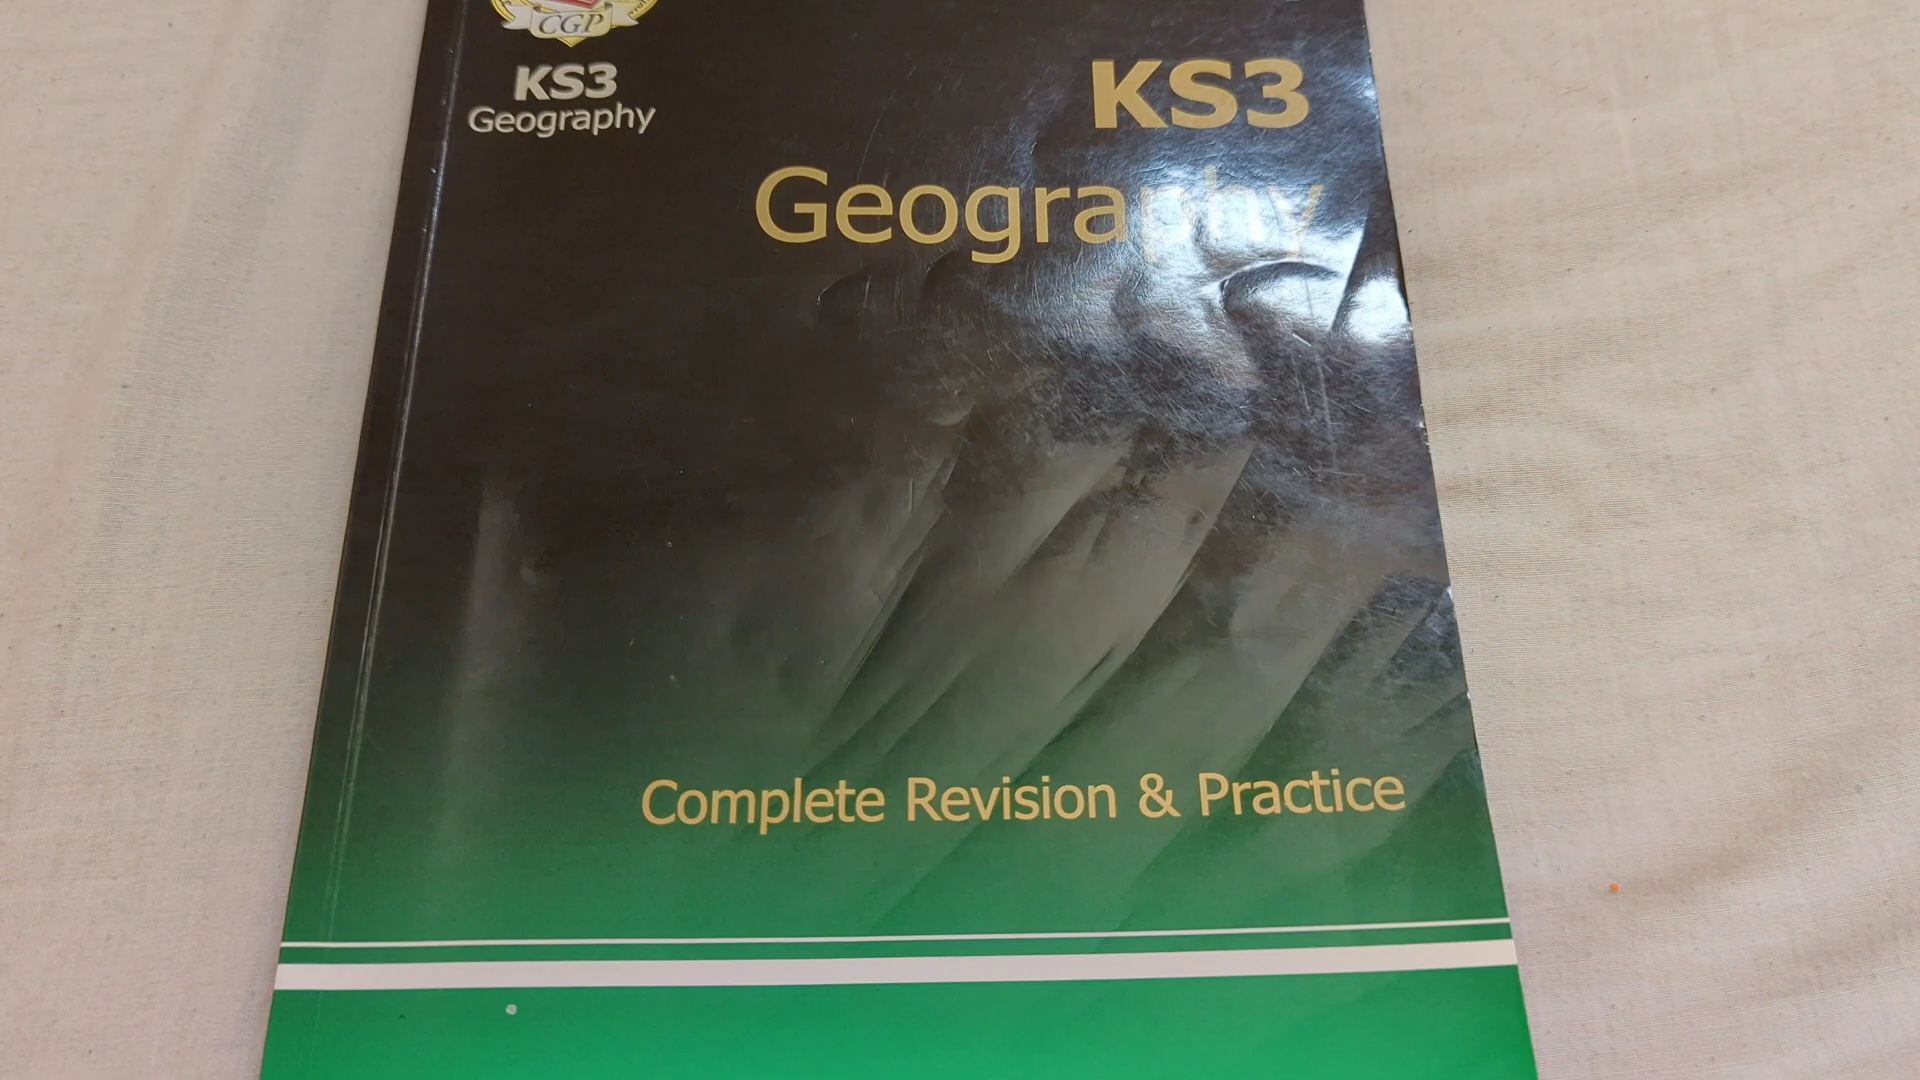 CGP
KS3
Geography
KS3
Geography
Complete Revision & Practice